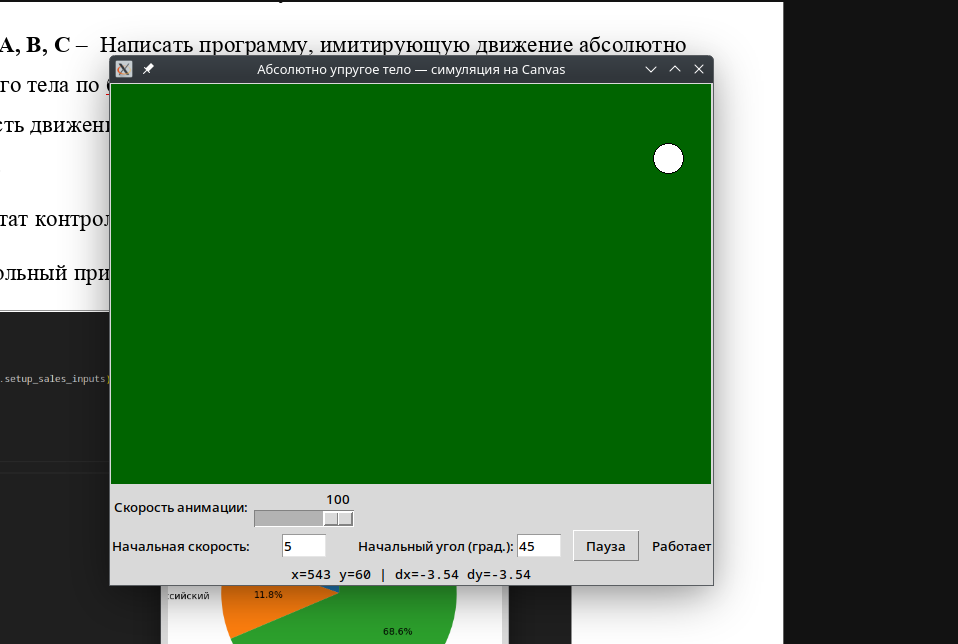 A, B, C – Написать программу, имитирующую движение абсолютно
Абсолютно упругое тело — симуляция на Canvas
го тела по
сть движен
тат контрол
ольный при
.setup_sales_inputs)
100
Скорость анимации:
Начальная скорость: 5 Начальный угол (град.): 45 Пауза Работает
x=543 y=60 | dx=-3.54 dy=-3.54
сийский 11.8%
68.6%